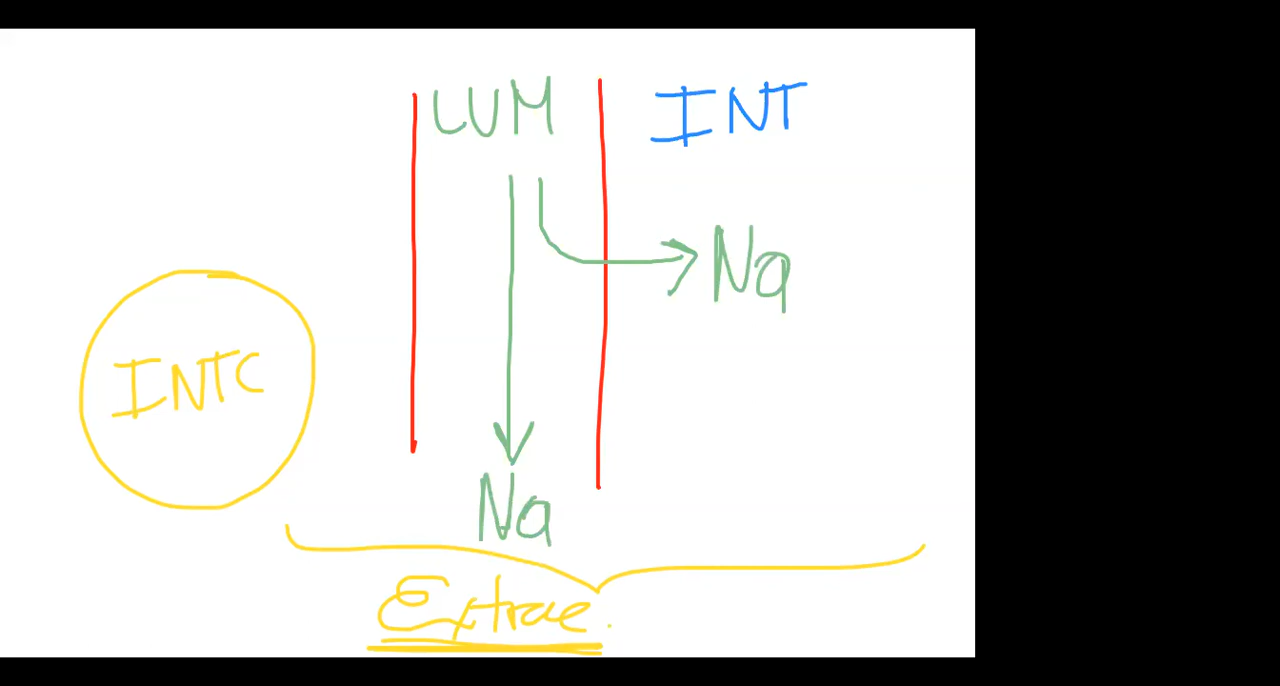 LUM
INT
Na
INTC
Na
Extrac.